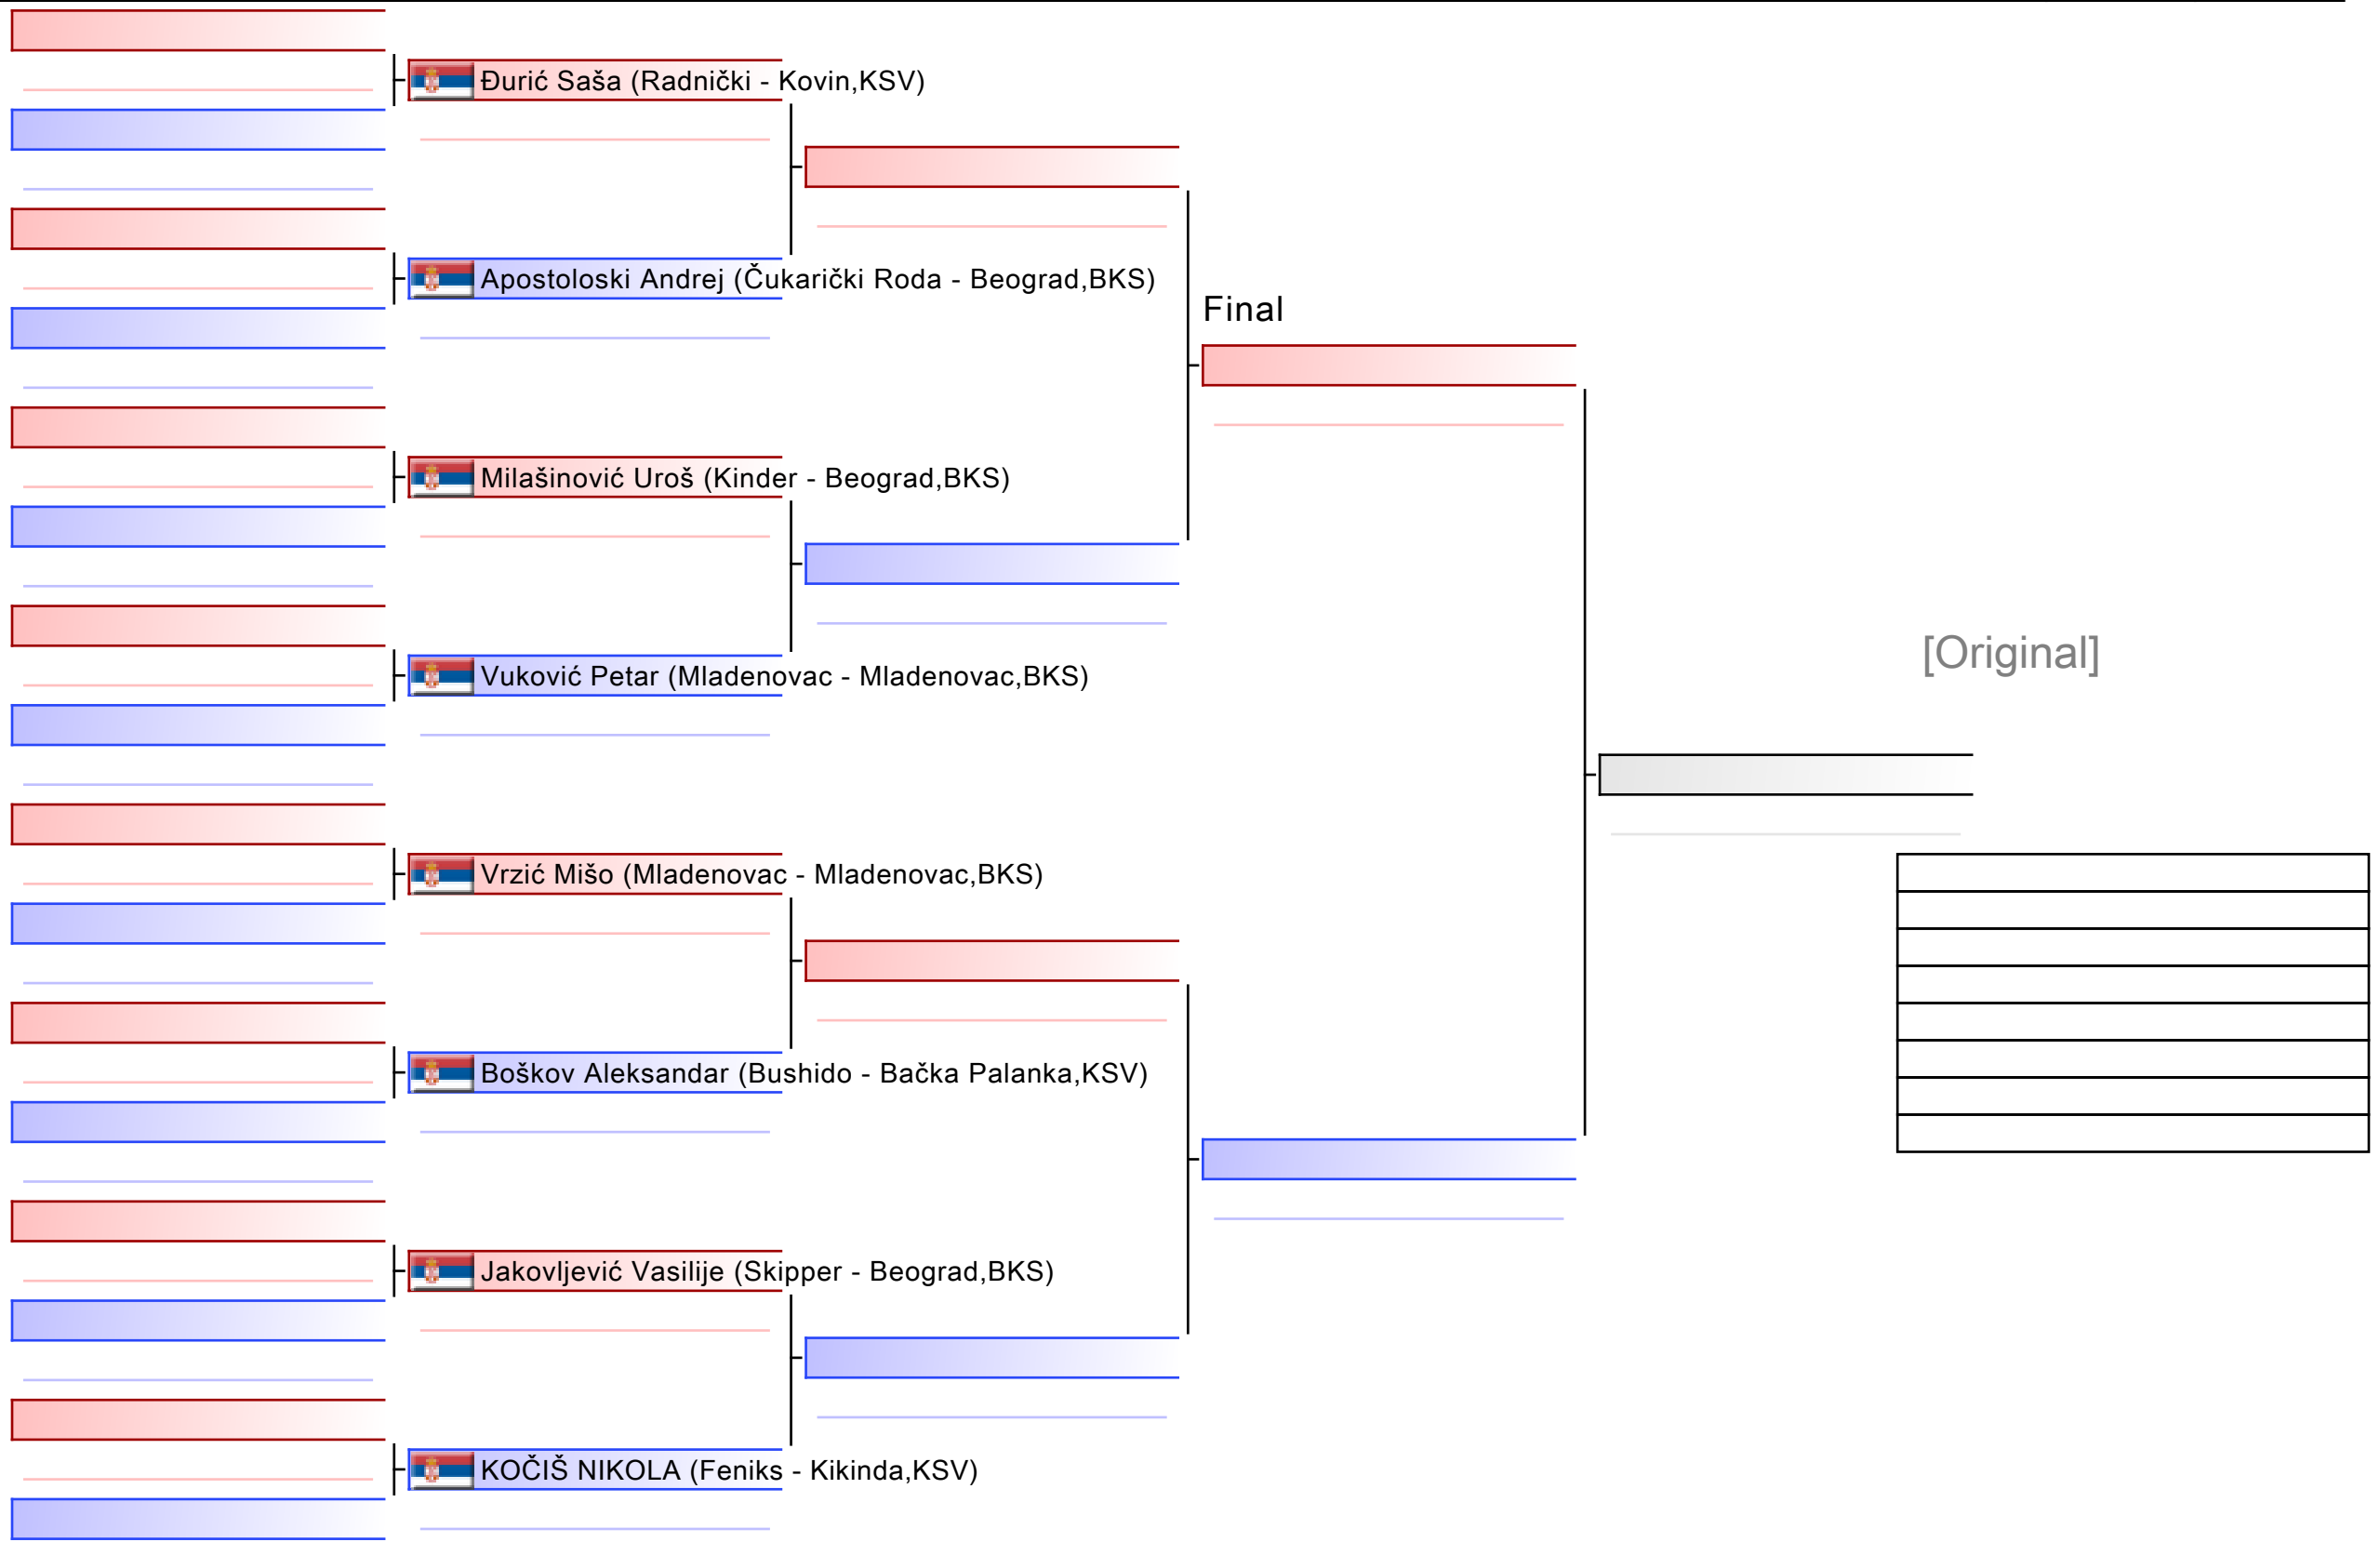 Đurić Saša (Radnički - Kovin,KSV)
Apostoloski Andrej (Čukarički Roda - Beograd,BKS)
Final
Milašinović Uroš (Kinder - Beograd,BKS)
[Original]
Vuković Petar (Mladenovac - Mladenovac,BKS)
Vrzić Mišo (Mladenovac - Mladenovac,BKS)
Boškov Aleksandar (Bushido - Bačka Palanka,KSV)
Jakovljević Vasilije (Skipper - Beograd,BKS)
KOČIŠ NIKOLA (Feniks - Kikinda,KSV)